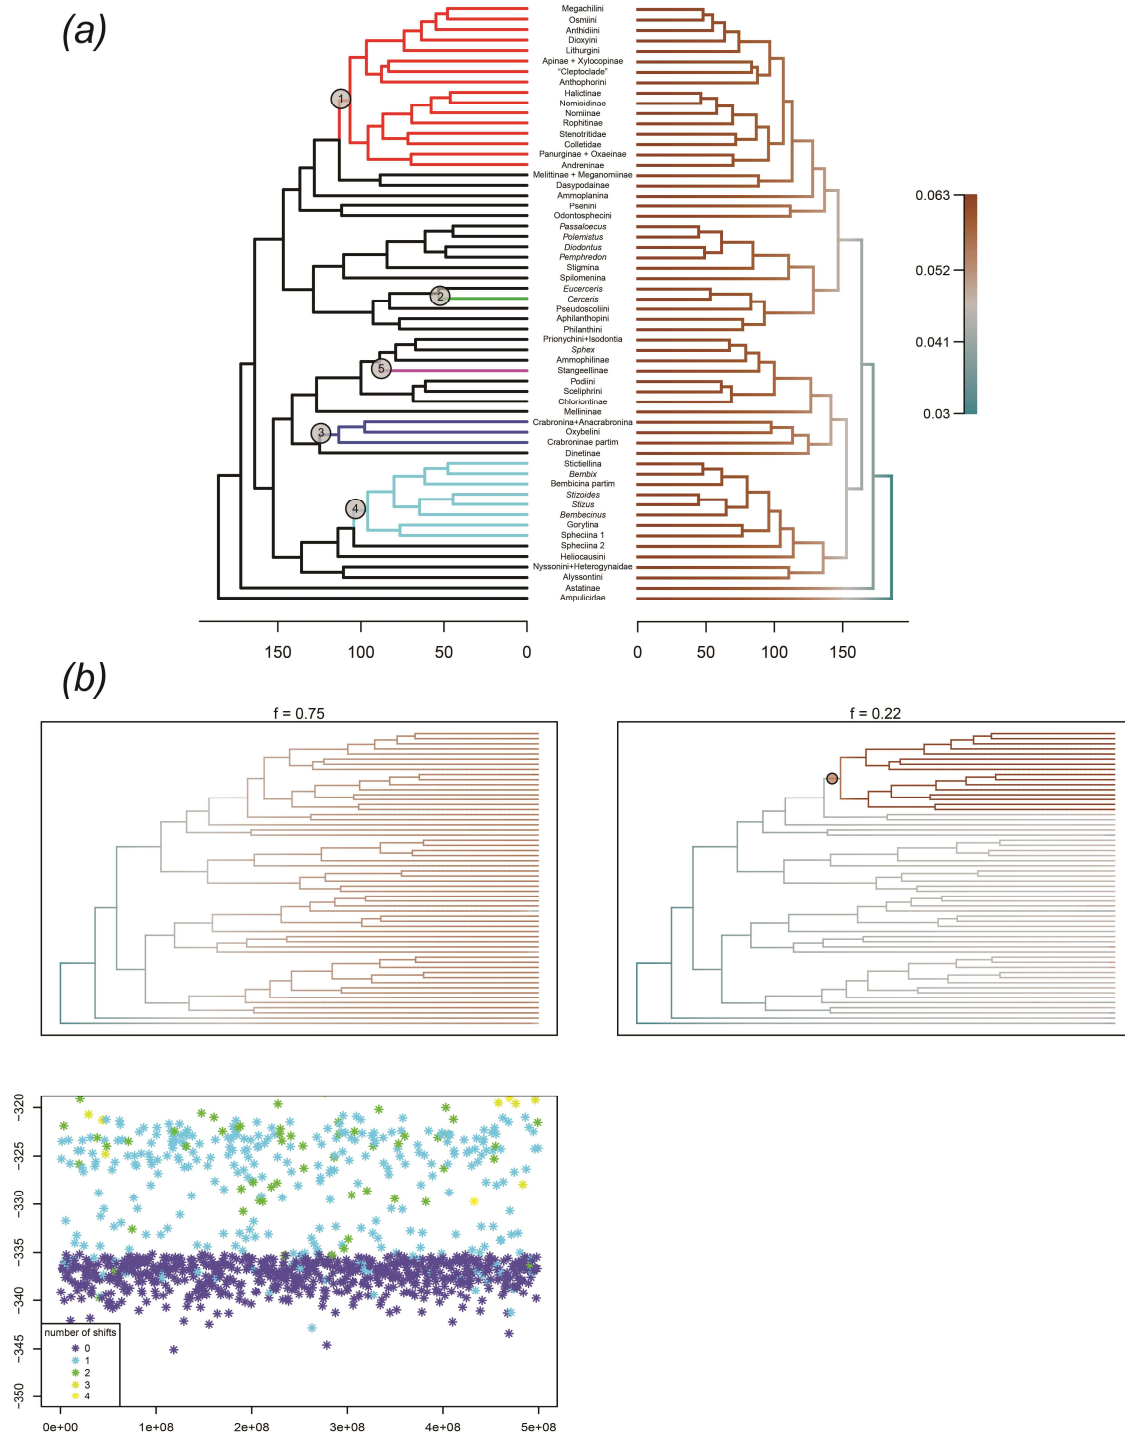 (a)
Megachilini
Osmiini
Anthidiini
Dioxyini
Lithurgini
Apinae + Xylocopinae
"Cleptoclade"
Anthophorini
Halictinae
Nomioidinae
Nomiinae
Rophitinae
Stenotritidae
Colletidae
Panurginae + Oxaeinae
Andreninae
Melittinae + Meganomiinae
Dasypodainae
Ammoplanina
Psenini
Odontosphecini
Passaloecus
Polemistus
Diodontus
Pemphredon
Stigmina
Spilomenina
Eucerceris
Cerceris
Pseudoscoliini
Aphilanthopini
Philanthini
Prionychini+Isodontia
Sphex
Ammophilinae
Stangeellinae
Podiini
Sceliphrini
Chloriontinae
Mellininae
Crabronina+Anacrabronina
Oxybelini
Crabroninae partim
Dinetinae
Stictiellina
Bembix
Bembicina partim
Stizoides
Stizus
Bembecinus
Gorytina
Spheciina 1
Spheciina 2
Heliocausini
Nyssonini+Heterogynaidae
Alyssontini
Astatinae
Ampulicidae
1
2
5
3
4
0.063
0.052
0.041
0.03
150 100 50 0
0 50 100 150
(b)
f = 0.75
f = 0.22
−320
−325
−330
−335
−340
−345
−350
number of shifts
0
1
2
3
4
0e+00 1e+08 2e+08 3e+08 4e+08 5e+08